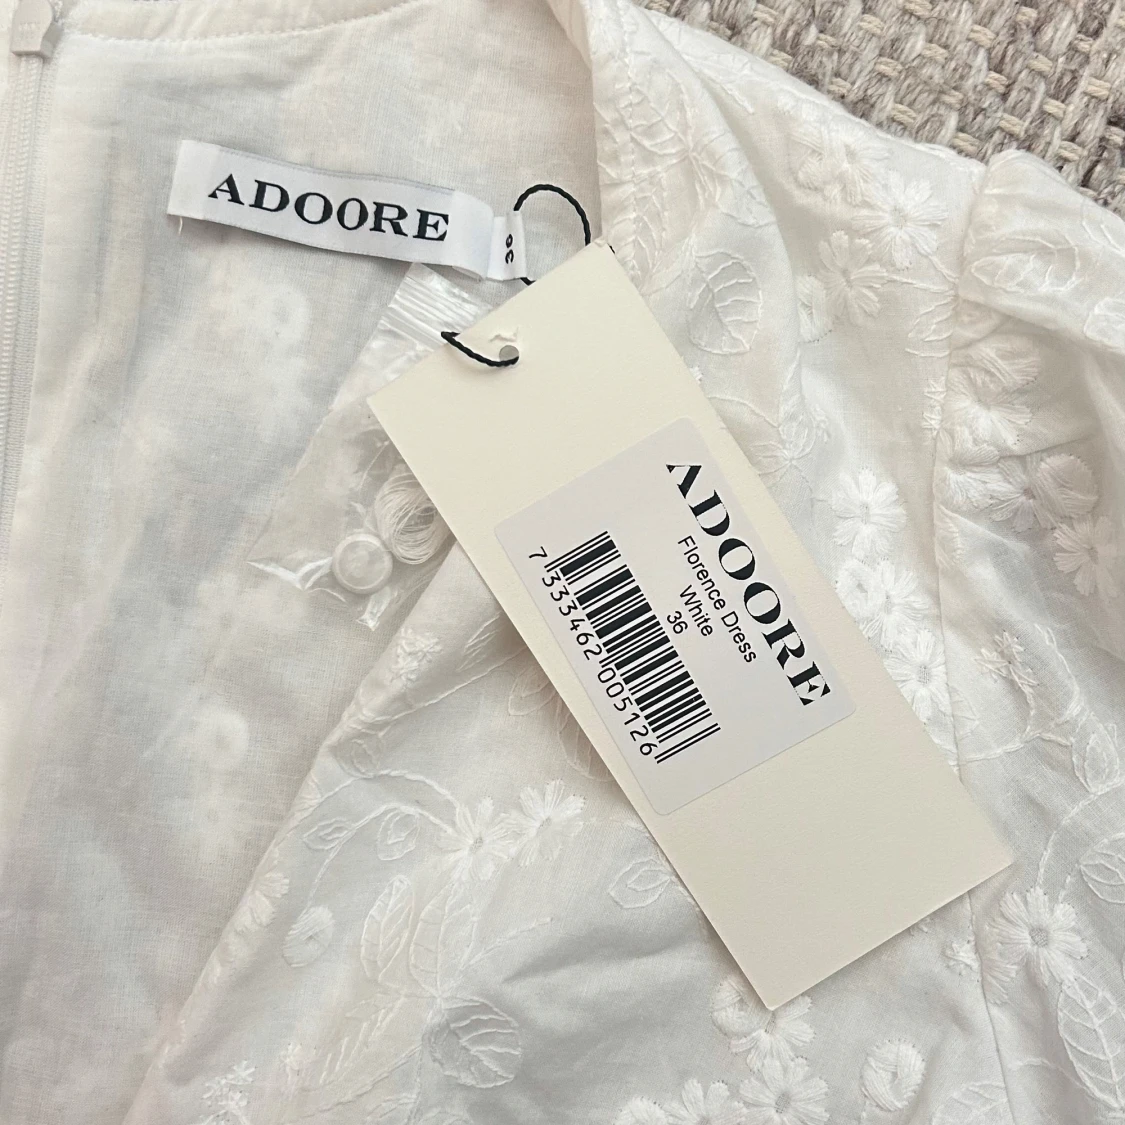 ADOORE
36
ADOORE
Florence Dress
White
36
7 333462 005126